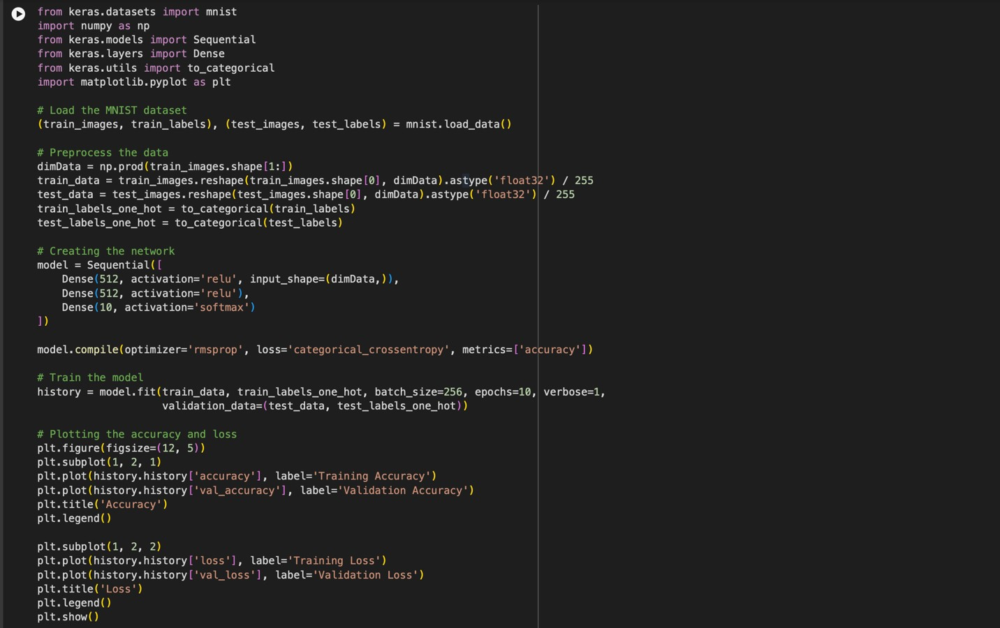 from keras.datasets import mnist
import numpy as np
from keras.models import Sequential
from keras.layers import Dense
from keras.utils import to_categorical
import matplotlib.pyplot as plt

# Load the MNIST dataset
(train_images, train_labels), (test_images, test_labels) = mnist.load_data()

# Preprocess the data
dimData = np.prod(train_images.shape[1:])
train_data = train_images.reshape(train_images.shape[0], dimData).astype('float32') / 255
test_data = test_images.reshape(test_images.shape[0], dimData).astype('float32') / 255
train_labels_one_hot = to_categorical(train_labels)
test_labels_one_hot = to_categorical(test_labels)

# Creating the network
model = Sequential([
    Dense(512, activation='relu', input_shape=(dimData,)),
    Dense(512, activation='relu'),
    Dense(10, activation='softmax')
])

model.compile(optimizer='rmsprop', loss='categorical_crossentropy', metrics=['accuracy'])

# Train the model
history = model.fit(train_data, train_labels_one_hot, batch_size=256, epochs=10, verbose=1,
                    validation_data=(test_data, test_labels_one_hot))

# Plotting the accuracy and loss
plt.figure(figsize=(12, 5))
plt.subplot(1, 2, 1)
plt.plot(history.history['accuracy'], label='Training Accuracy')
plt.plot(history.history['val_accuracy'], label='Validation Accuracy')
plt.title('Accuracy')
plt.legend()

plt.subplot(1, 2, 2)
plt.plot(history.history['loss'], label='Training Loss')
plt.plot(history.history['val_loss'], label='Validation Loss')
plt.title('Loss')
plt.legend()
plt.show()